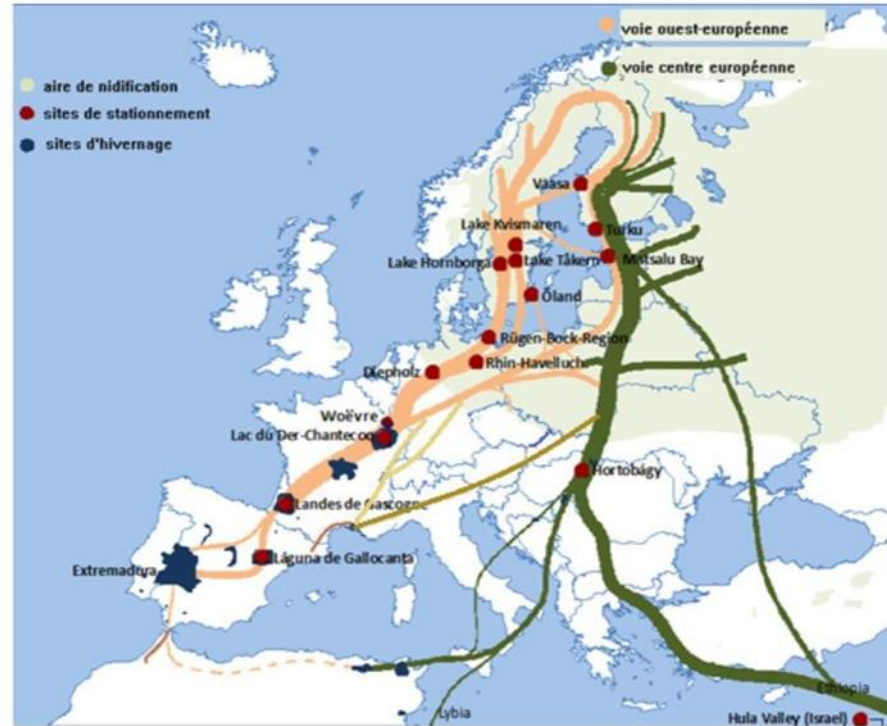 voie ouest-européenne
voie centre européenne
aire de nidification
sites de stationnement
sites d'hivernage
Vaasa
Lake Kvismaren
Turku
Lake Hornborga
Lake Tåkern
Matsalu Bay
Öland
Rügen-Bock-Region
Rhin-Havelluch
Diepholz
Woëvre
Lac du Der-Chantecoq
Hortobágy
Landes de Gascogne
Extremadura
Láguna de Gallocanta
Ethiopia
Lybia
Hula Valley (Israel)